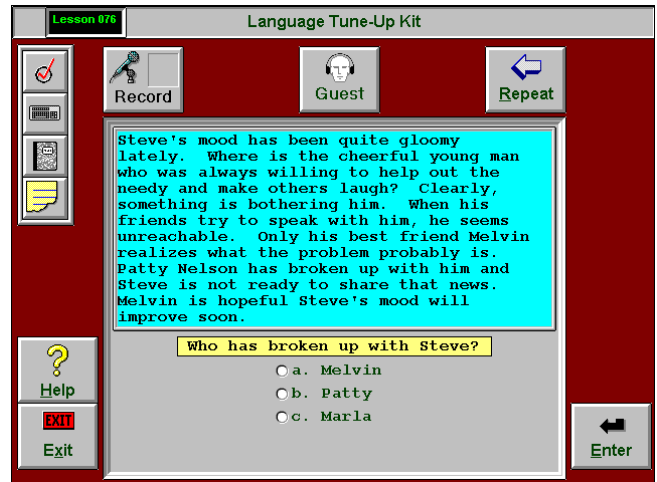 Lesson 076
Language Tune-Up Kit
Record
Guest
Repeat
Steve's mood has been quite gloomy
lately.  Where is the cheerful young man
who was always willing to help out the
needy and make others laugh?  Clearly,
something is bothering him.  When his
friends try to speak with him, he seems
unreachable.  Only his best friend Melvin
realizes what the problem probably is.
Patty Nelson has broken up with him and
Steve is not ready to share that news.
Melvin is hopeful Steve's mood will
improve soon.
Who has broken up with Steve?
a. Melvin
b. Patty
c. Marla
Help
EXIT
Exit
Enter